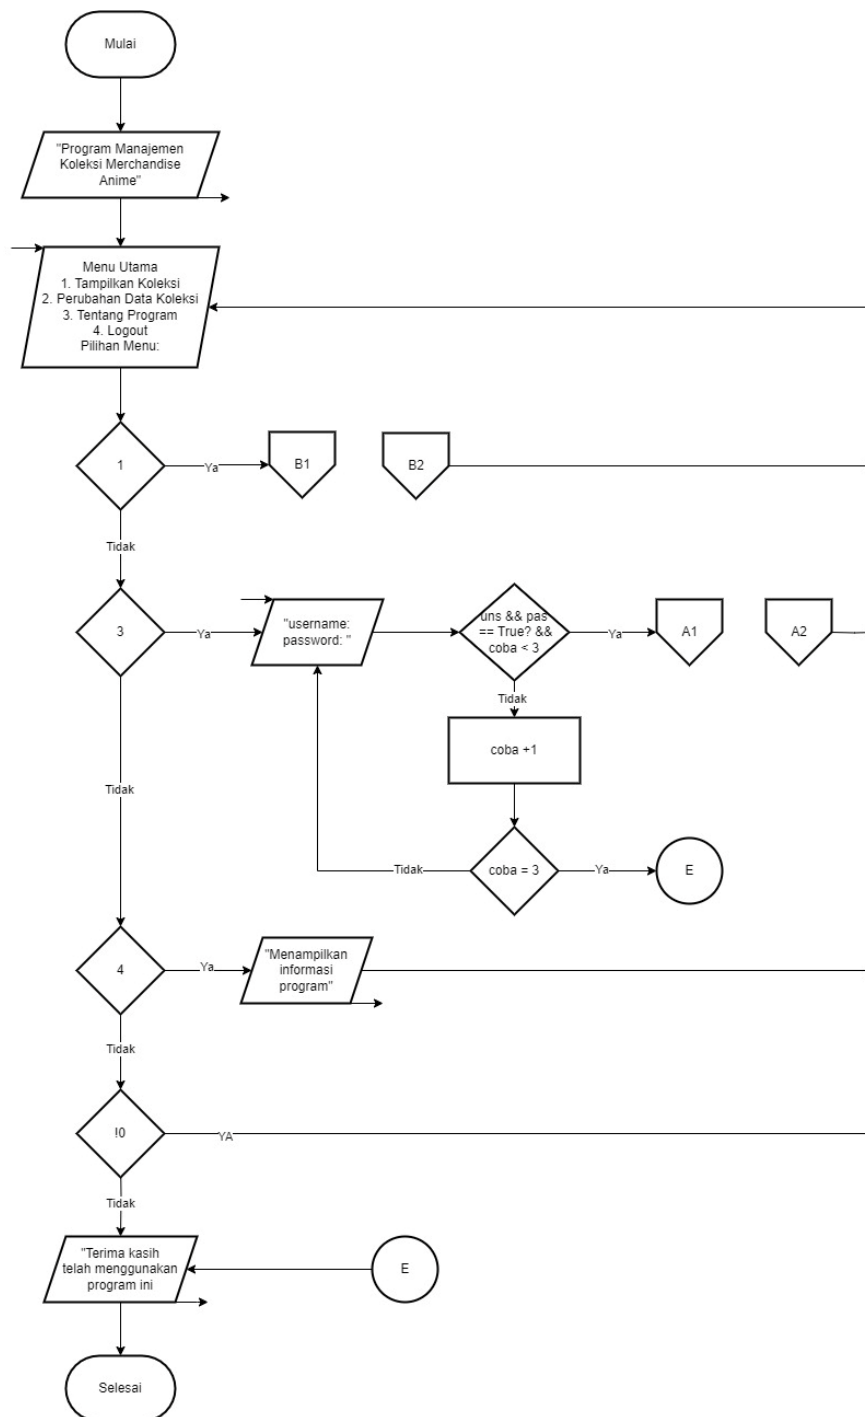 Mulai
"Program Manajemen
Koleksi Merchandise
Anime"
Menu Utama
1. Tampilkan Koleksi
2. Perubahan Data Koleksi
3. Tentang Program
4. Logout
Pilihan Menu:
1
Ya
B1
B2
Tidak
3
Ya
"username:
password: "
uns && pas
== True? &&
coba < 3
Ya
A1
A2
Tidak
coba +1
Tidak
coba = 3
Tidak
Ya
E
4
Ya
"Menampilkan
informasi
program"
Tidak
!0
YA
Tidak
"Terima kasih
telah menggunakan
program ini
E
Selesai